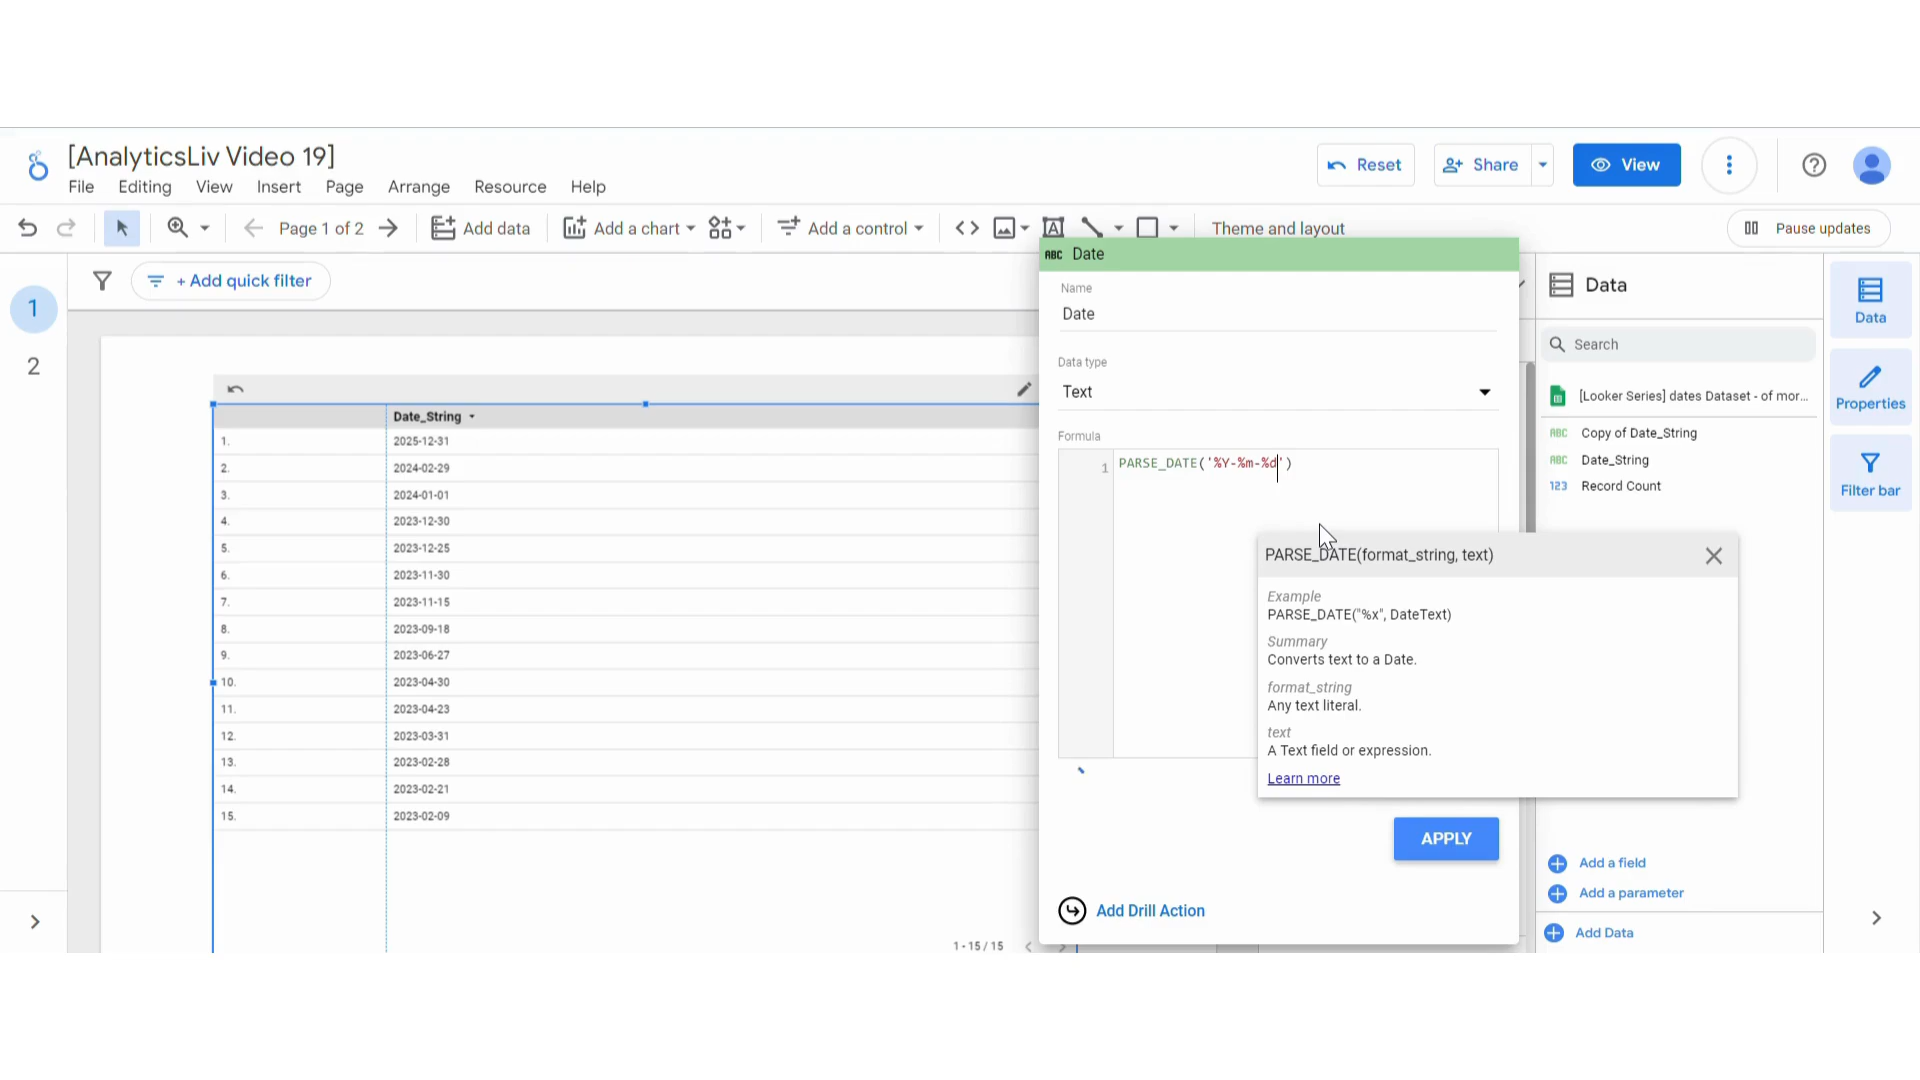 [AnalyticsLiv Video 19]
File Editing View Insert Page Arrange Resource Help
Reset
Share
View
Page 1 of 2
Add data
Add a chart
Add a control
Theme and layout
Pause updates
1
2
+ Add quick filter
Date_String
1. 2025-12-31
2. 2024-02-29
3. 2024-01-01
4. 2023-12-30
5. 2023-12-25
6. 2023-11-30
7. 2023-11-15
8. 2023-09-18
9. 2023-06-27
10. 2023-04-30
11. 2023-04-23
12. 2023-03-31
13. 2023-02-28
14. 2023-02-21
15. 2023-02-09
1 - 15 / 15
ABC Date
Name
Date
Data type
Text
Formula
1 PARSE_DATE('%Y-%m-%d')
PARSE_DATE(format_string, text)
Example
PARSE_DATE("%x", DateText)
Summary
Converts text to a Date.
format_string
Any text literal.
text
A Text field or expression.
Learn more
APPLY
Add Drill Action
Data
Search
[Looker Series] dates Dataset - of mor...
ABC Copy of Date_String
ABC Date_String
123 Record Count
Add a field
Add a parameter
Add Data
Data
Properties
Filter bar